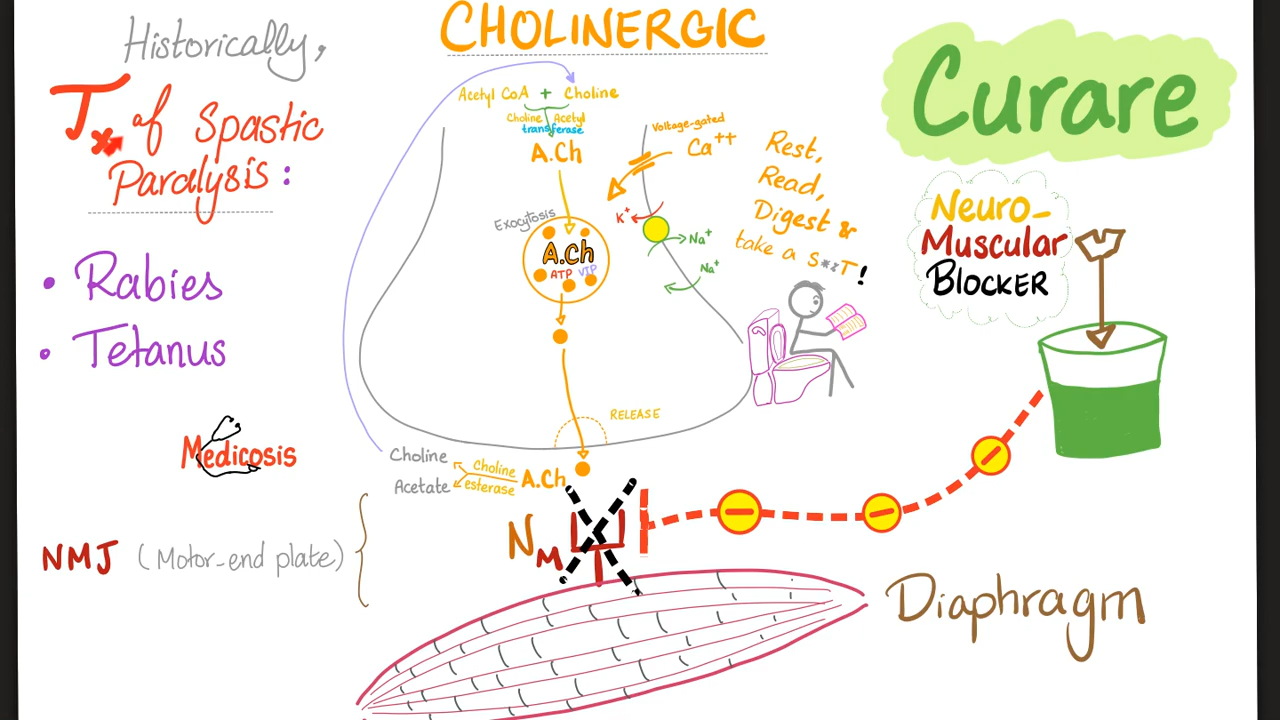 Historically,
Tx of Spastic
Paralysis:
• Rabies
• Tetanus
Medicosis
NMJ (Motor-end plate)
CHOLINERGIC
Acetyl CoA + Choline
Choline Acetyl
transferase
A.Ch
Exocytosis
A.Ch
ATP VIP
Voltage-gated
Ca++
K+
Na+
Na+
Rest,
Read,
Digest &
take a S*%T!
RELEASE
Choline
Acetate
Choline
esterase
A.Ch
NM
Curare
Neuro-
Muscular
BLOCKER
Diaphragm